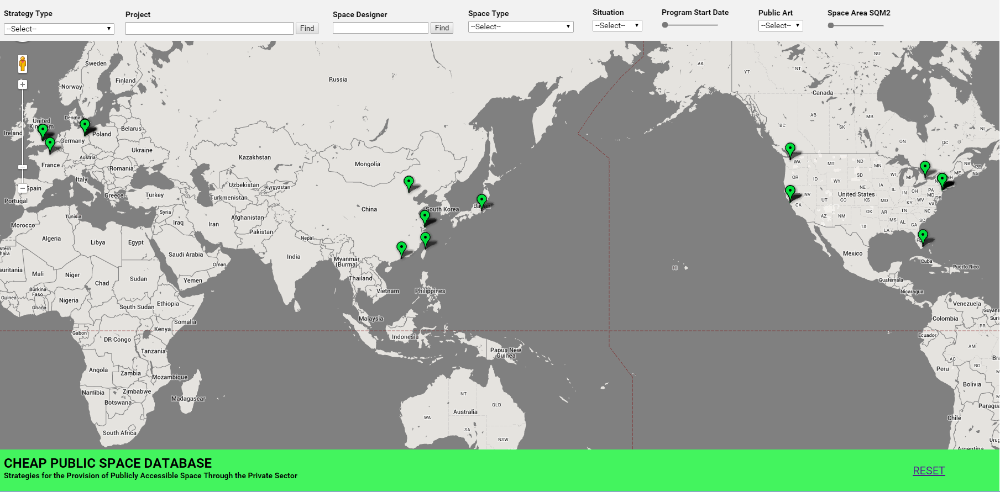 Strategy Type
--Select--
Project
Find
Space Designer
Find
Space Type
--Select--
Situation
--Select--
Program Start Date
Public Art
--Select--
Space Area SQM2
Sweden
Finland
Norway
Russia
Denmark
United
Kingdom
Ireland
Belarus
Poland
Germany
Ukraine
Austria
France
Romania
Italy
Spain
Portugal
Greece
Turkey
Kazakhstan
Mongolia
Uzbekistan
Kyrgyzstan
Turkmenistan
China
South Korea
Japan
Syria
Tunisia
Iraq
Iran
Afghanistan
Pakistan
Morocco
Algeria
Libya
Egypt
Nepal
India
Saudi Arabia
Oman
Myanmar
(Burma)
Mali
Niger
Chad
Sudan
Yemen
Thailand
Vietnam
Philippines
Burkina
Faso
Guinea
Ghana
Nigeria
South Sudan
Ethiopia
Somalia
Malaysia
Gabon
Kenya
DR Congo
Indonesia
Tanzania
Papua New
Guinea
Angola
Zambia
Mozambique
Namibia
Zimbabwe
Botswana
Madagascar
South Africa
NT
QLD
WA
Australia
SA
NSW
AK
YT
NT
NU
Canada
BC
AB
SK
MB
ON
QC
NL
NB
PE
NS
ME
WA
MT
ND
MN
OR
ID
WY
SD
WI
MI
IA
NE
NV
UT
CO
United States
KS
MO
IL
IN
OH
PA
MD
DE
WV
VA
KY
CA
AZ
NM
OK
AR
TN
NC
SC
MS
AL
GA
TX
LA
HI
Mexico
Cuba
Puerto Rico
Guatemala
Nicaragua
Venezuela
Guyana
Colombia
RR
Ecuador
AM
AC
RO
Peru
Bolivia
Chile
CHEAP PUBLIC SPACE DATABASE
Strategies for the Provision of Publicly Accessible Space Through the Private Sector
RESET